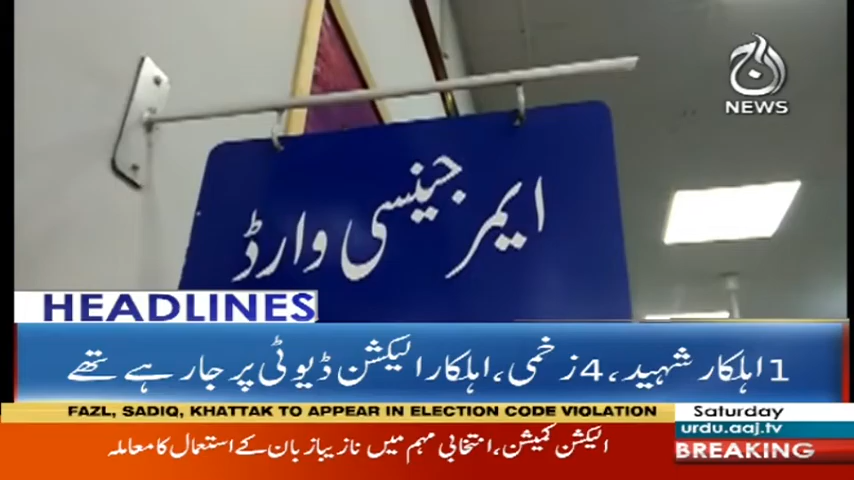 آج
NEWS
ایمرجنسی وارڈ
HEADLINES
1 اہلکار شہید، 4 زخمی، اہلکار الیکشن ڈیوٹی پر جا رہے تھے
FAZL, SADIQ, KHATTAK TO APPEAR IN ELECTION CODE VIOLATION
Saturday
urdu.aaj.tv
الیکشن کمیشن، انتخابی مہم میں نازیبا زبان کے استعمال کا معاملہ
BREAKING